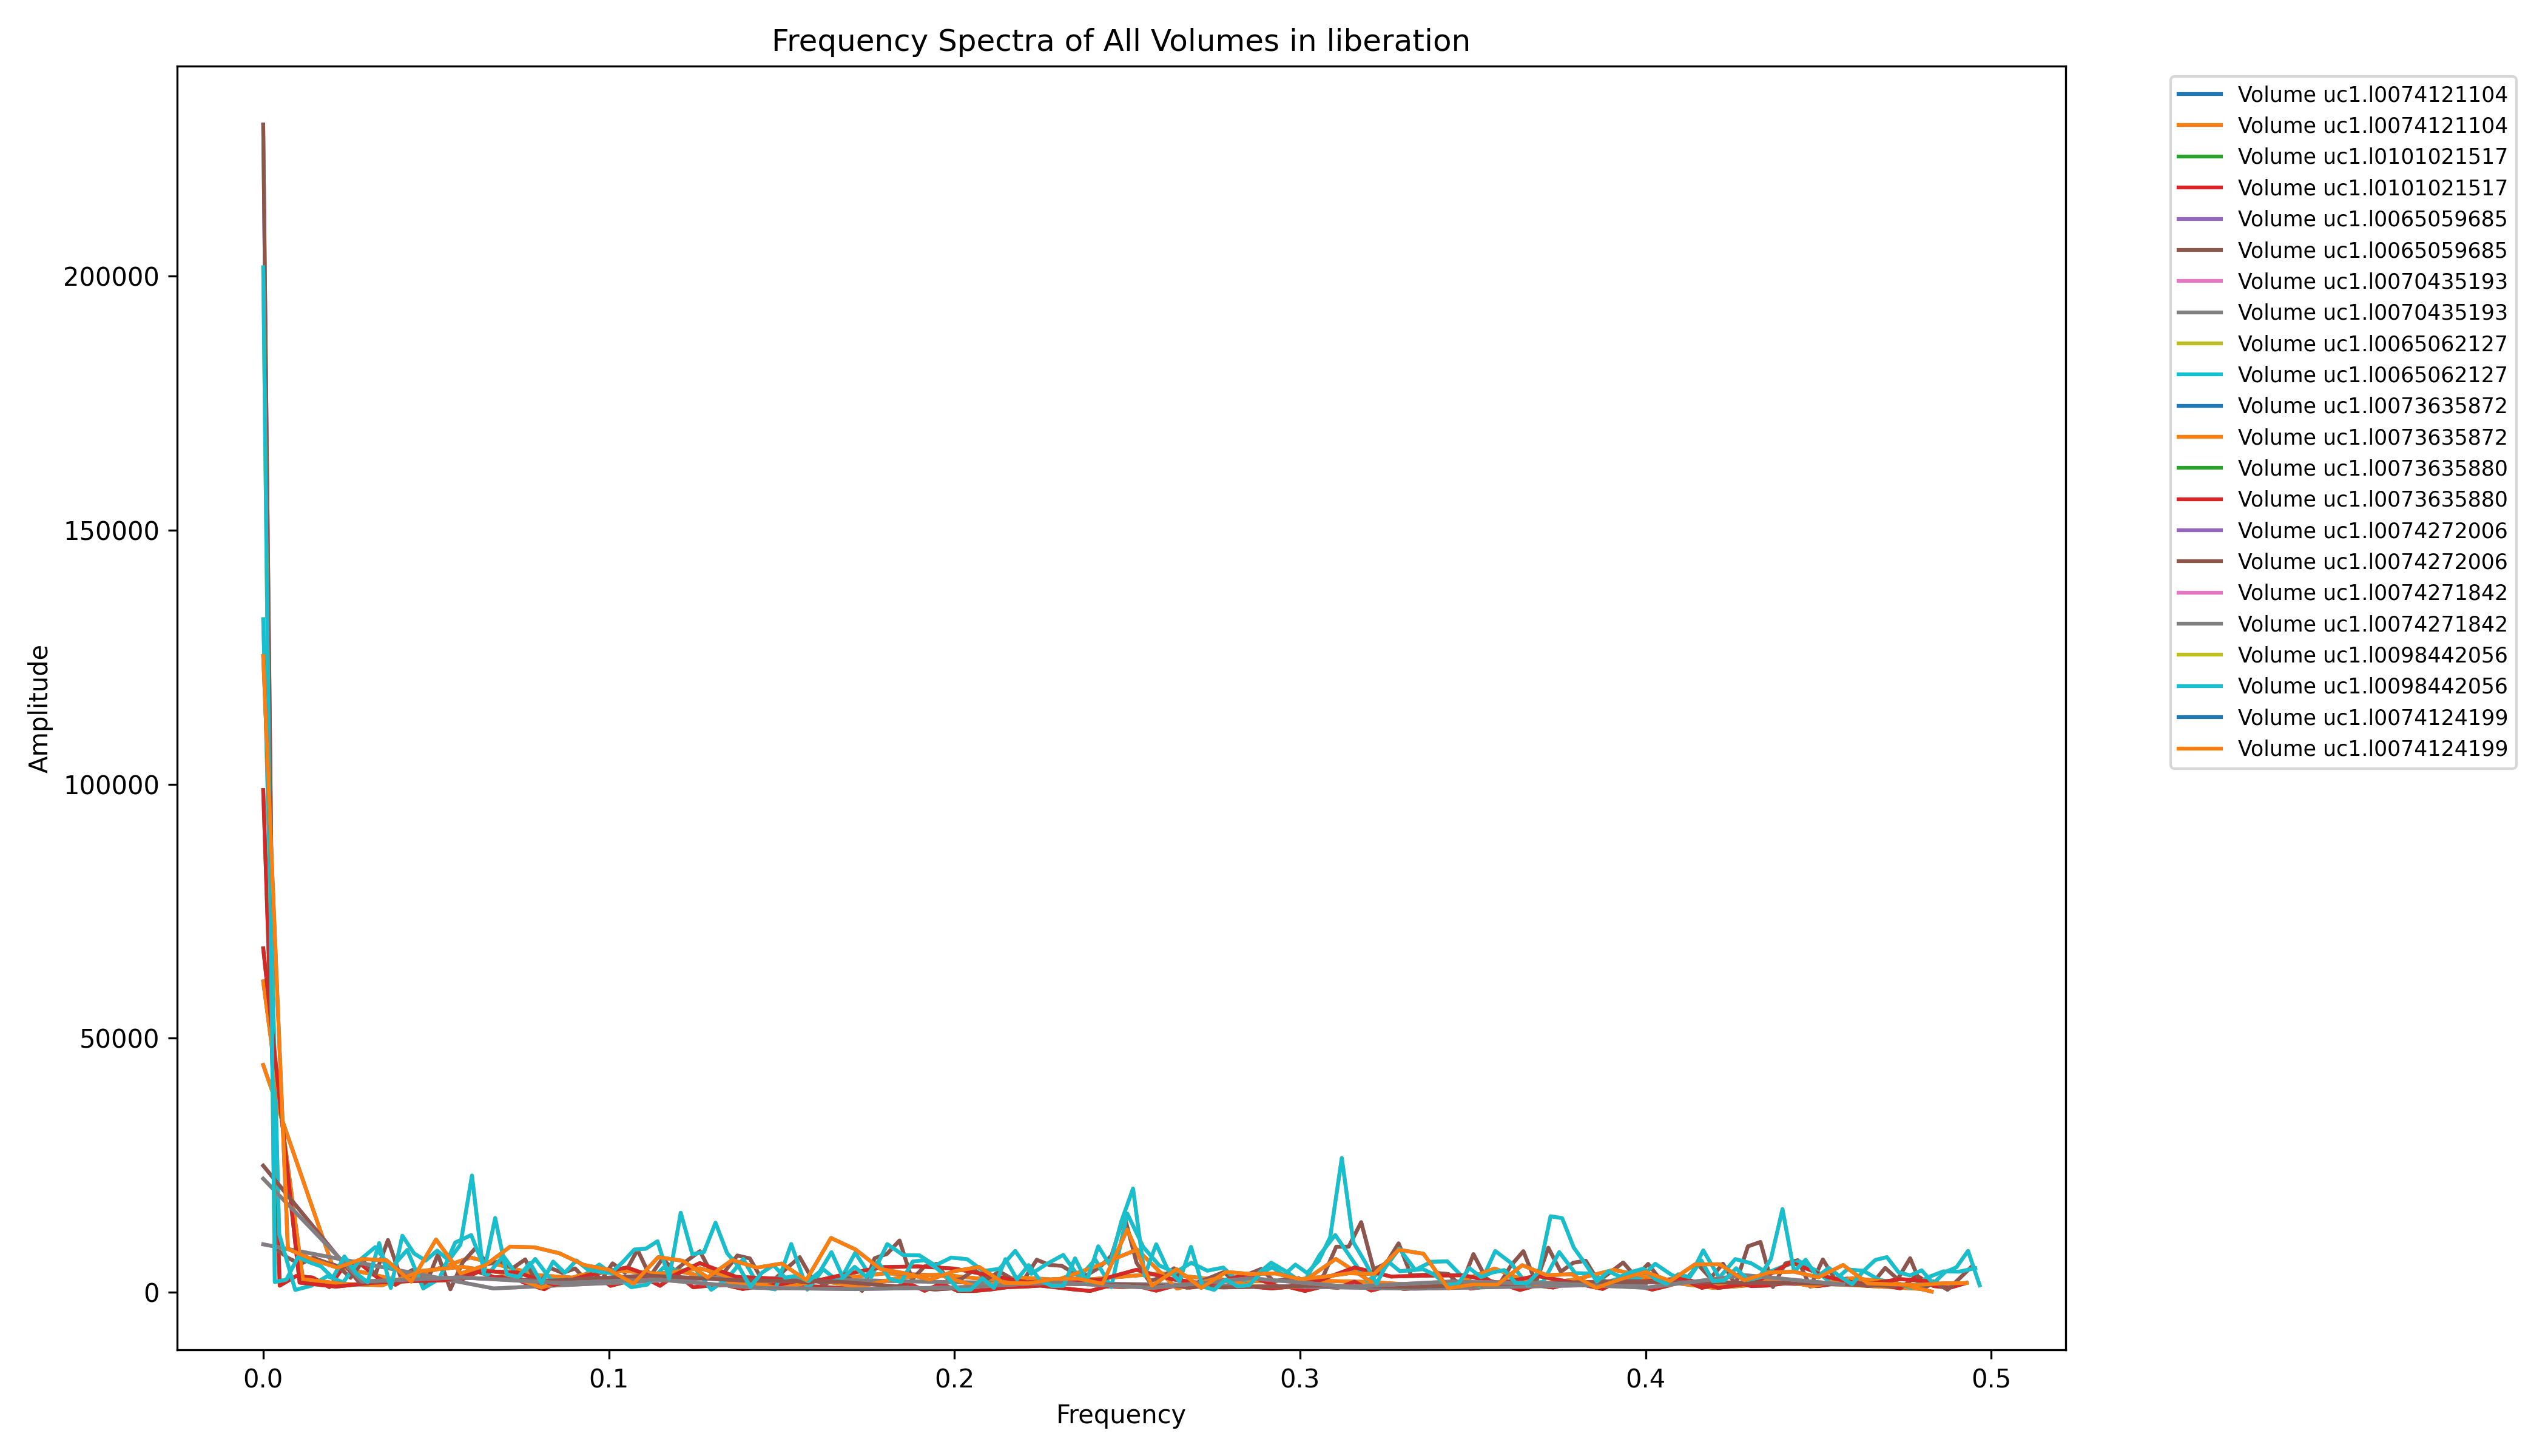 Frequency Spectra of All Volumes in liberation
Amplitude
200000
150000
100000
50000
0
0.0 0.1 0.2 0.3 0.4 0.5
Frequency
Volume uc1.l0074121104
Volume uc1.l0074121104
Volume uc1.l0101021517
Volume uc1.l0101021517
Volume uc1.l0065059685
Volume uc1.l0065059685
Volume uc1.l0070435193
Volume uc1.l0070435193
Volume uc1.l0065062127
Volume uc1.l0065062127
Volume uc1.l0073635872
Volume uc1.l0073635872
Volume uc1.l0073635880
Volume uc1.l0073635880
Volume uc1.l0074272006
Volume uc1.l0074272006
Volume uc1.l0074271842
Volume uc1.l0074271842
Volume uc1.l0098442056
Volume uc1.l0098442056
Volume uc1.l0074124199
Volume uc1.l0074124199